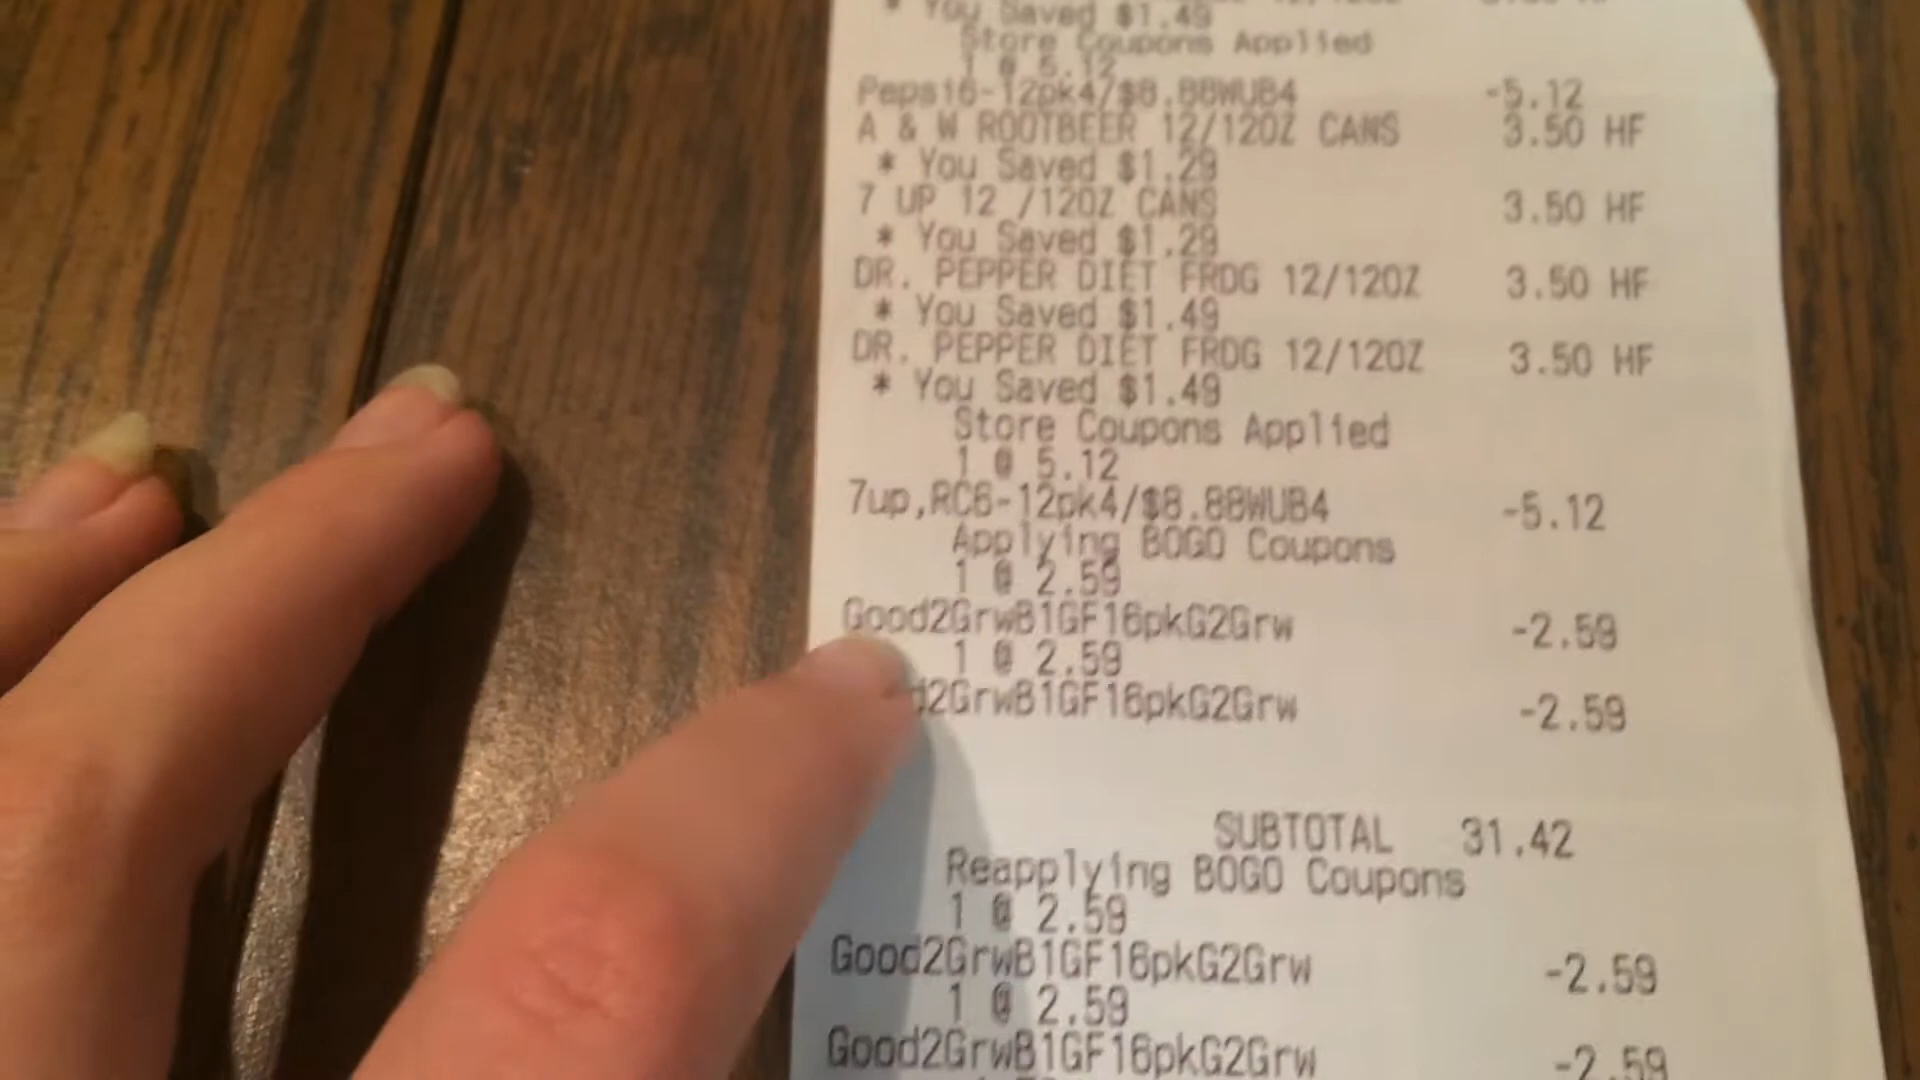 * You Saved $1.49
Store Coupons Applied
1 @ 5.12
Pepsi6-12pk4/$8.88WUB4 -5.12
A & W ROOTBEER 12/12OZ CANS 3.50 HF
* You Saved $1.29
7 UP 12 /12OZ CANS 3.50 HF
* You Saved $1.29
DR. PEPPER DIET FRDG 12/12OZ 3.50 HF
* You Saved $1.49
DR. PEPPER DIET FRDG 12/12OZ 3.50 HF
* You Saved $1.49
Store Coupons Applied
1 @ 5.12
7up,RC6-12pk4/$8.88WUB4 -5.12
Applying BOGO Coupons
1 @ 2.59
Good2GrwB1GF16pkG2Grw -2.59
1 @ 2.59
d2GrwB1GF16pkG2Grw -2.59
SUBTOTAL 31.42
Reapplying BOGO Coupons
1 @ 2.59
Good2GrwB1GF16pkG2Grw -2.59
1 @ 2.59
Good2GrwB1GF16pkG2Grw -2.59